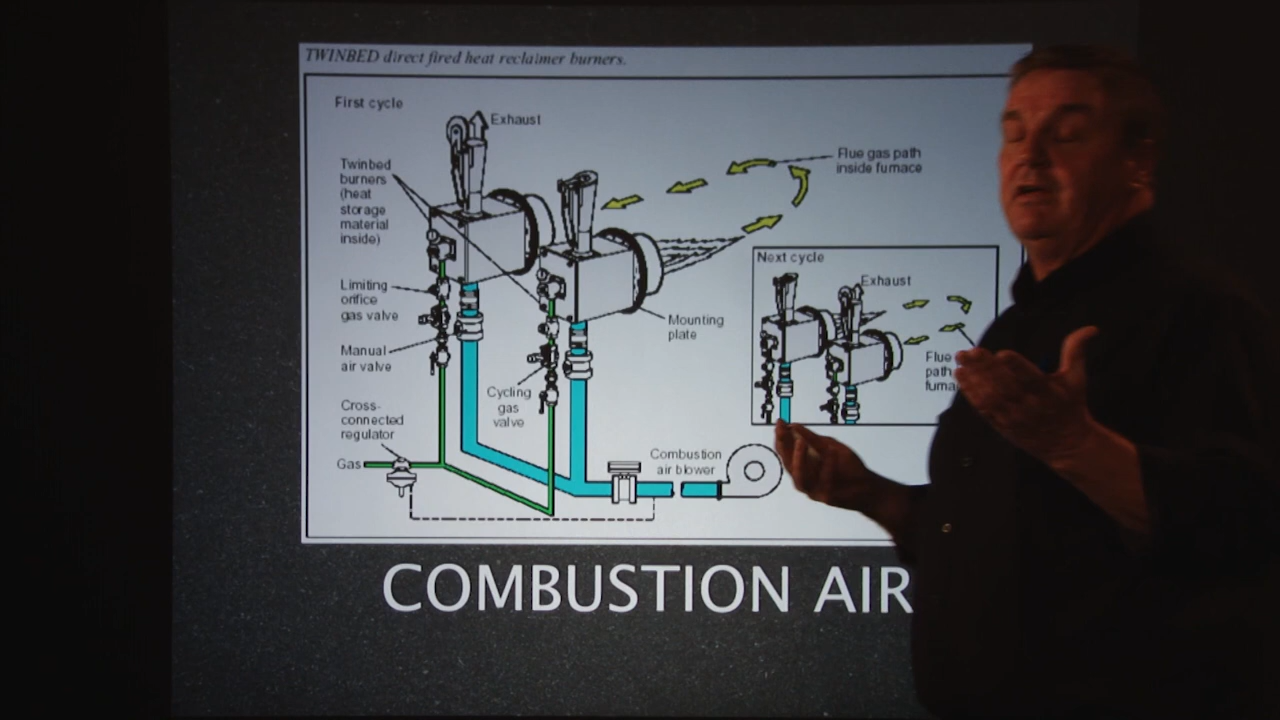 TWINBED direct fired heat reclaimer burners.
First cycle
Exhaust
Twinbed
burners
(heat
storage
material
inside)
Flue gas path
inside furnace
Limiting
orifice
gas valve
Manual
air valve
Cycling
gas
valve
Mounting
plate
Cross-
connected
regulator
Gas
Combustion
air blower
Next cycle
Exhaust
Flue
path
COMBUSTION AIR